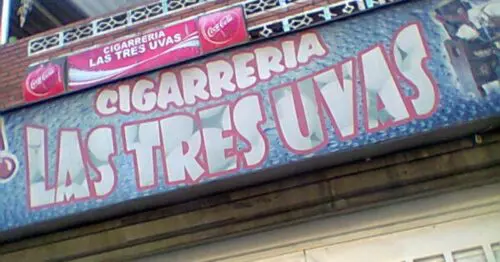 Coca-Cola
CIGARRERIA
LAS TRES UVAS
Coca-Cola
CIGARRERIA
LAS TRES UVAS